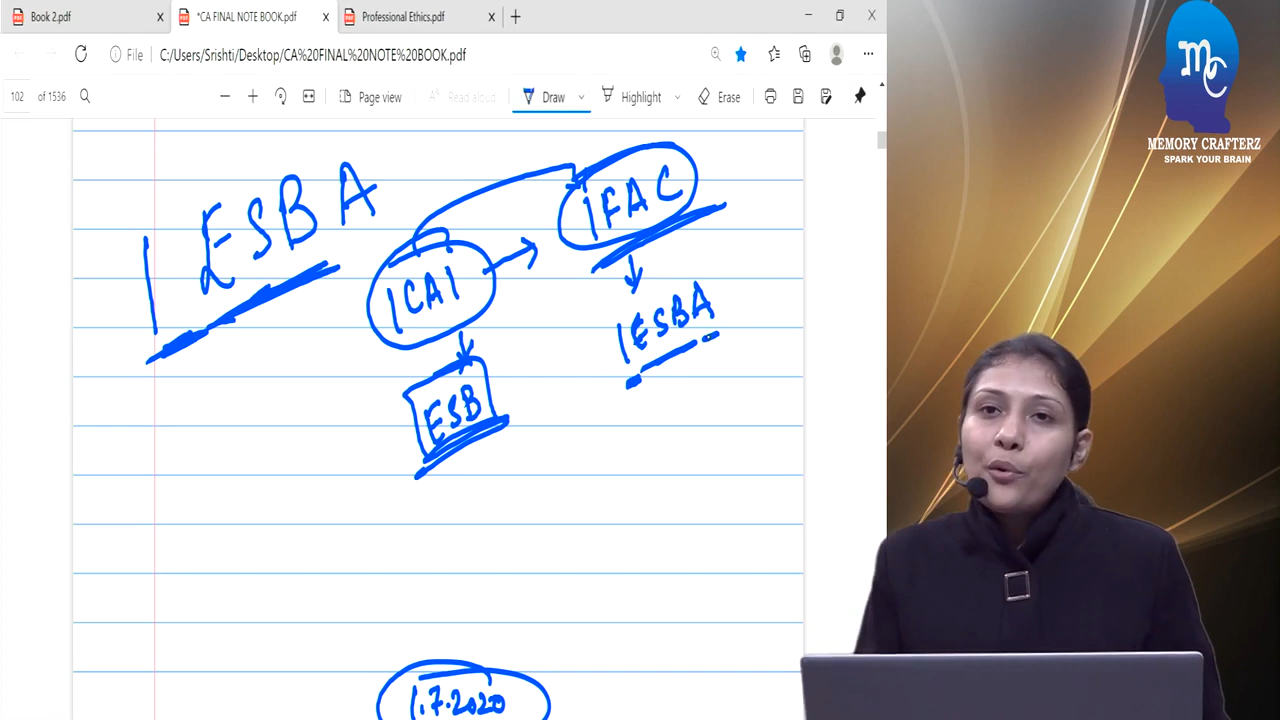 Book 2.pdf
*CA FINAL NOTE BOOK.pdf
Professional Ethics.pdf
File
C:/Users/Srishti/Desktop/CA%20FINAL%20NOTE%20BOOK.pdf
102 of 1536
Page view
Read aloud
Draw
Highlight
Erase
MC
MEMORY CRAFTERZ
SPARK YOUR BRAIN
IESBA
IFAC
ICAI
IESBA
ESB
1.7.2020